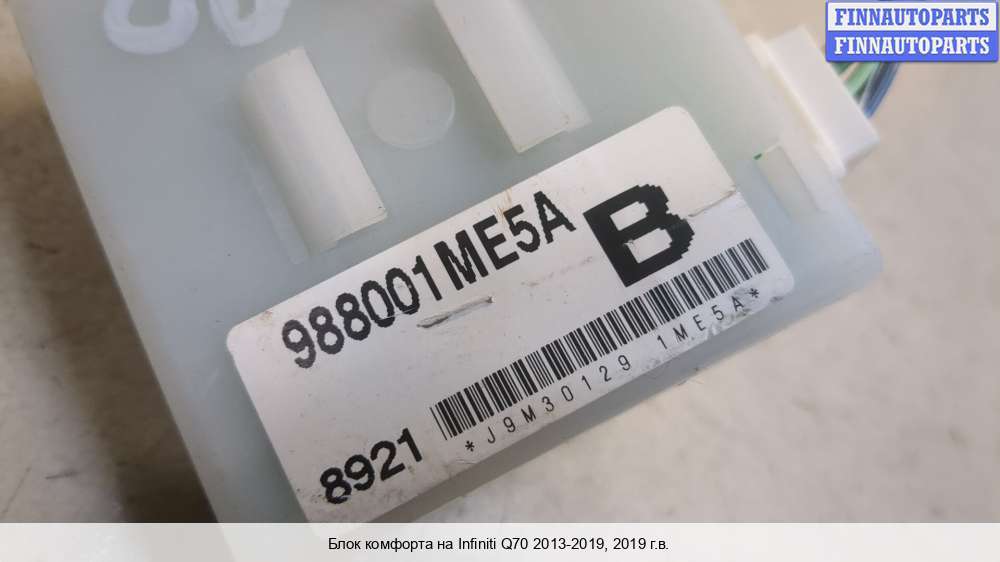 FINNAUTOPARTS
FINNAUTOPARTS
988001ME5A
B
*J9M30129 1ME5A*
8921
Блок комфорта на Infiniti Q70 2013-2019, 2019 г.в.